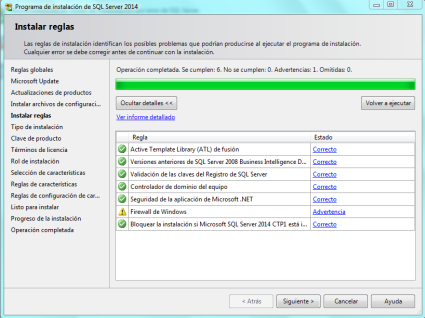 Programa de instalación de SQL Server 2014
Instalar reglas
Las reglas de instalación identifican los posibles problemas que podrían producirse al ejecutar el programa de instalación.
Cualquier error se debe corregir antes de continuar con la instalación.
Reglas globales
Microsoft Update
Actualizaciones de productos
Instalar archivos de configuraci...
Instalar reglas
Tipo de instalación
Clave de producto
Términos de licencia
Rol de instalación
Selección de características
Reglas de características
Reglas de configuración de car...
Listo para instalar
Progreso de la instalación
Operación completada
Operación completada. Se cumplen: 6. No se cumplen: 0. Advertencias: 1. Omitidas: 0.
Ocultar detalles << Volver a ejecutar
Ver informe detallado
Regla Estado
Active Template Library (ATL) de fusión Correcto
Versiones anteriores de SQL Server 2008 Business Intelligence D... Correcto
Validación de las claves del Registro de SQL Server Correcto
Controlador de dominio del equipo Correcto
Seguridad de la aplicación de Microsoft .NET Correcto
Firewall de Windows Advertencia
Bloquear la instalación si Microsoft SQL Server 2014 CTP1 está i... Correcto
< Atrás Siguiente > Cancelar Ayuda